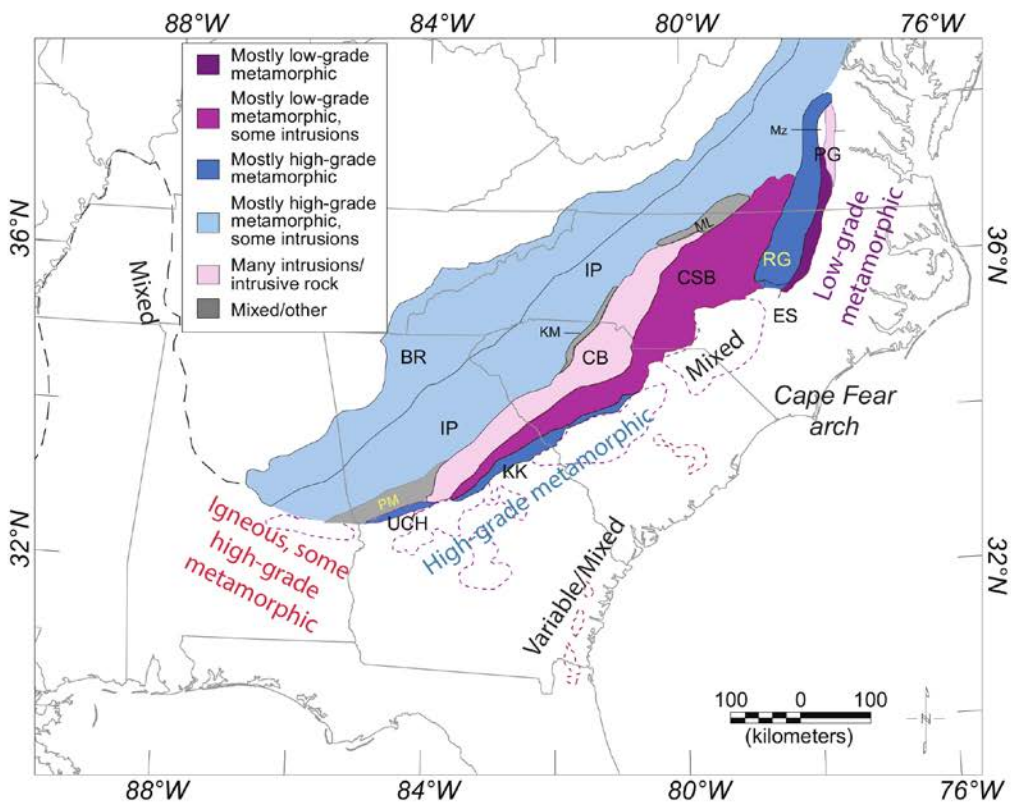 88°W
84°W
80°W
76°W
Mostly low-grade
metamorphic
Mostly low-grade
metamorphic,
some intrusions
Mostly high-grade
metamorphic
Mostly high-grade
metamorphic,
some intrusions
Many intrusions/
intrusive rock
Mixed/other
Mz
PG
36°N
Mixed
ML
IP
RG
CSB
Low-grade
metamorphic
36°N
KM
ES
BR
CB
Mixed
Cape Fear
arch
IP
KK
PM
UCH
High-grade metamorphic
32°N
Igneous, some
high-grade
metamorphic
Variable/Mixed
32°N
100 0 100
(kilometers)
N
88°W
84°W
80°W
76°W